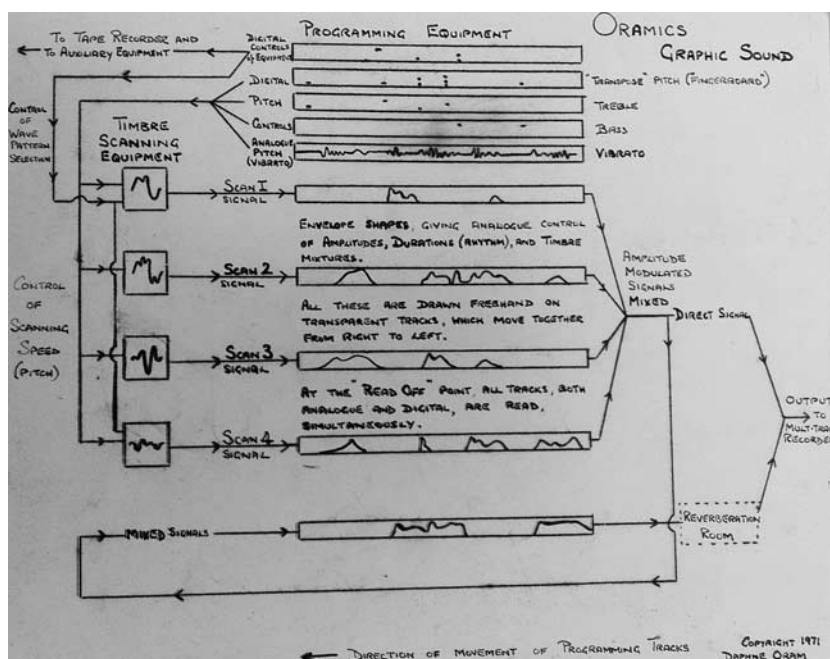 To Tape Recorder and
to Auxiliary Equipment
Digital
Controls
of Equipment
Programming Equipment
Oramics
Graphic Sound
Digital
"Transpose" Pitch ("Fingerboard")
Pitch
Treble
Controls
Bass
Analogue
Pitch
(Vibrato)
Vibrato
Control
of
Wave
Pattern
Selection
Timbre
Scanning
Equipment
Scan 1
Signal
Envelope Shapes, giving analogue control
of Amplitudes, Durations (Rhythm), and Timbre
Mixtures.
Scan 2
Signal
Amplitude
Modulated
Signals
Mixed
All these are drawn freehand on
transparent tracks, which move together
from right to left.
Direct Signal
Control
of
Scanning
Speed
(Pitch)
Scan 3
Signal
At the "Read Off" point, all tracks, both
analogue and digital, are read,
simultaneously.
Scan 4
Signal
Output
to
Mult-Tra
Recorde
Mixed Signals
Reverberation
Room
Direction of Movement of Programming Tracks
Copyright 1971
Daphne Oram